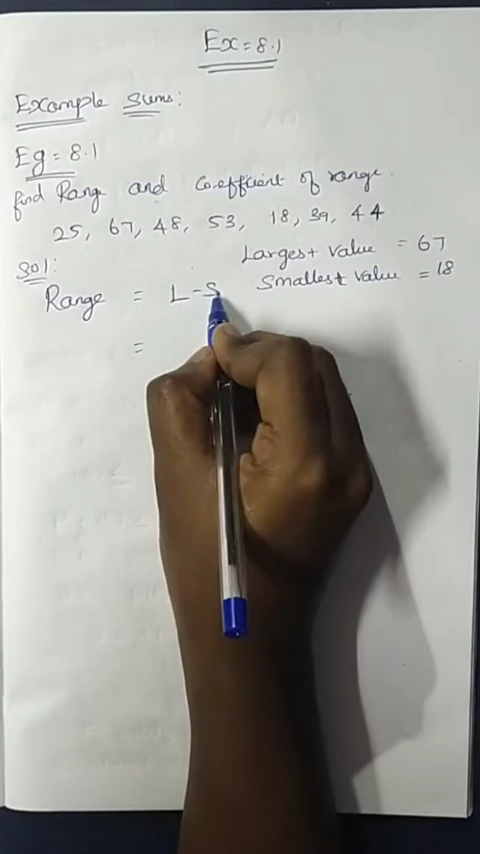 Ex = 8.1
Example Sums:
Eg = 8.1
find Range and Co.efficient of range.
25, 67, 48, 53, 18, 39, 44
Largest value = 67
Sol:
Smallest value = 18
Range = L - S
=